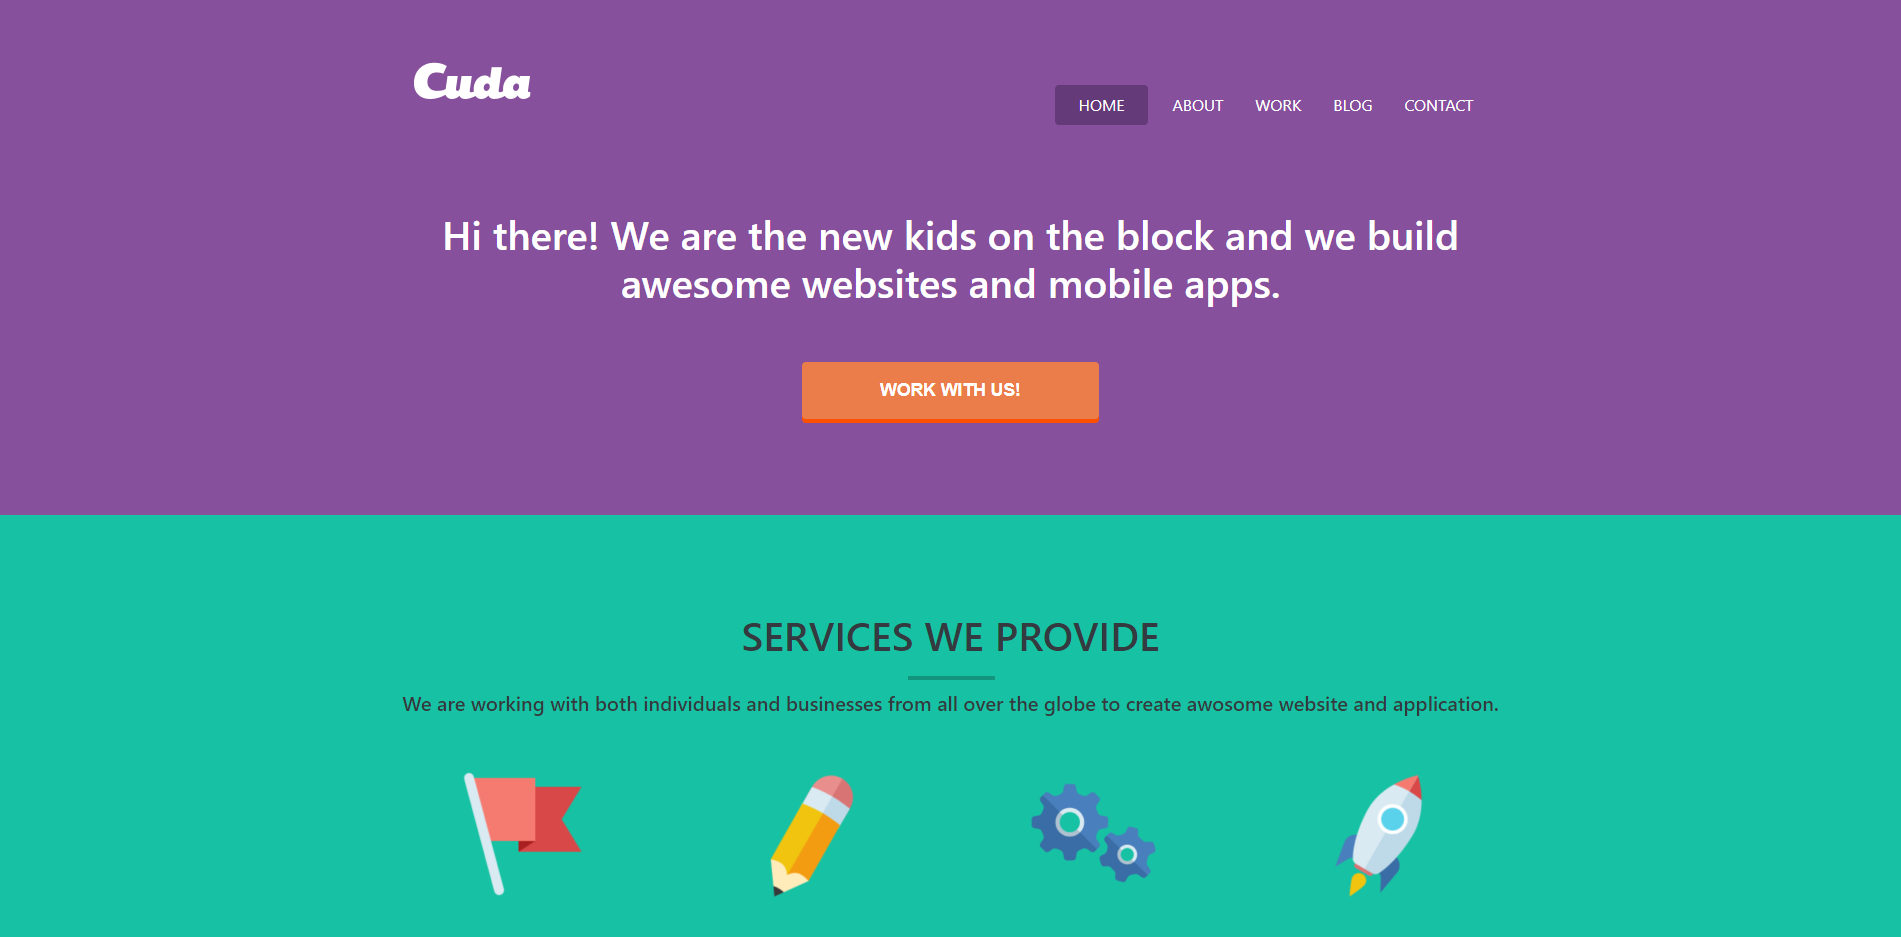 Cuda
HOME ABOUT WORK BLOG CONTACT
Hi there! We are the new kids on the block and we build
awesome websites and mobile apps.
WORK WITH US!
SERVICES WE PROVIDE
We are working with both individuals and businesses from all over the globe to create awosome website and application.